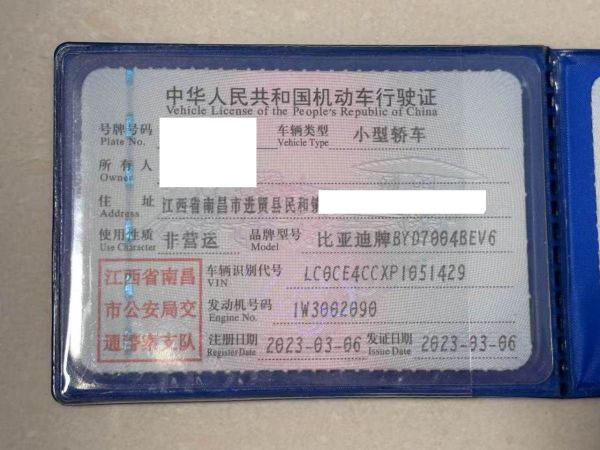 中华人民共和国机动车行驶证
Vehicle License of the People's Republic of China
号牌号码 车辆类型 小型轿车
Plate No. Vehicle Type
所有人
Owner
住址 江西省南昌市进贤县民和镇
Address
使用性质 非营运 品牌型号 比亚迪牌BYD7004BEV6
Use Character Model
江西省南昌市公安局交通警察支队
车辆识别代号 LC0CE4CCXP1051429
VIN
发动机号码 1W3002090
Engine No.
注册日期 2023-03-06 发证日期 2023-03-06
Register Date Issue Date